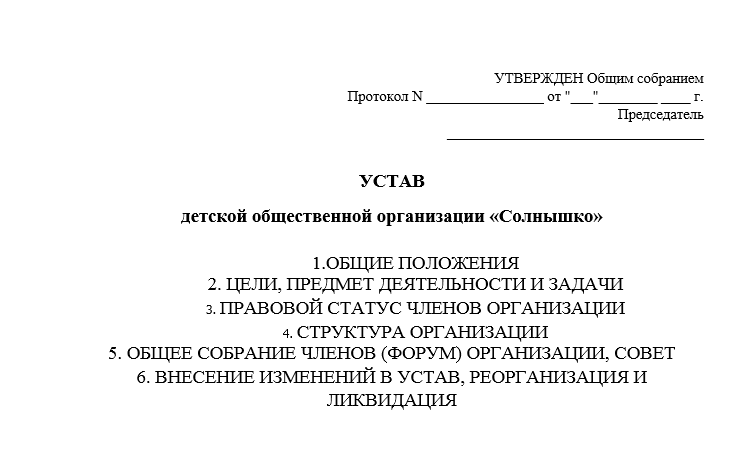 УТВЕРЖДЕН Общим собранием
Протокол N ________________ от "___"________ ____ г.
Председатель
___________________________________
УСТАВ
детской общественной организации «Солнышко»
1.ОБЩИЕ ПОЛОЖЕНИЯ
2. ЦЕЛИ, ПРЕДМЕТ ДЕЯТЕЛЬНОСТИ И ЗАДАЧИ
3. ПРАВОВОЙ СТАТУС ЧЛЕНОВ ОРГАНИЗАЦИИ
4. СТРУКТУРА ОРГАНИЗАЦИИ
5. ОБЩЕЕ СОБРАНИЕ ЧЛЕНОВ (ФОРУМ) ОРГАНИЗАЦИИ, СОВЕТ
6. ВНЕСЕНИЕ ИЗМЕНЕНИЙ В УСТАВ, РЕОРГАНИЗАЦИЯ И
ЛИКВИДАЦИЯ